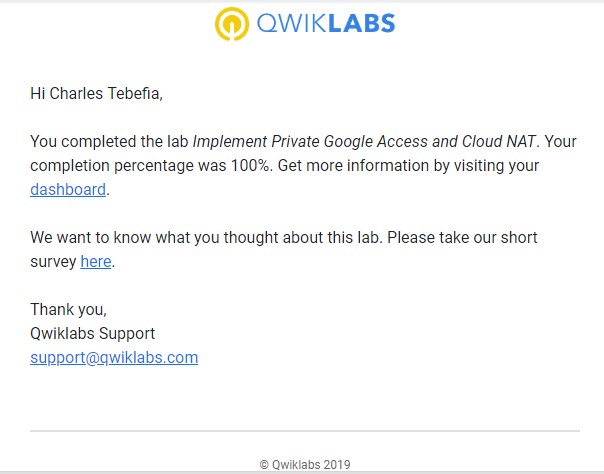 QWIKLABS
Hi Charles Tebefia,
You completed the lab Implement Private Google Access and Cloud NAT. Your
completion percentage was 100%. Get more information by visiting your
dashboard.
We want to know what you thought about this lab. Please take our short
survey here.
Thank you,
Qwiklabs Support
support@qwiklabs.com
© Qwiklabs 2019